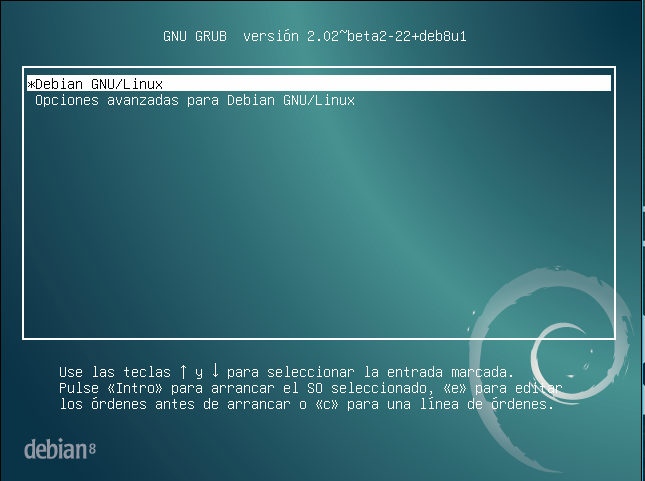 GNU GRUB versión 2.02~beta2-22+deb8u1
*Debian GNU/Linux
Opciones avanzadas para Debian GNU/Linux
Use las teclas ↑ y ↓ para seleccionar la entrada marcada.
Pulse «Intro» para arrancar el SO seleccionado, «e» para editar
los órdenes antes de arrancar o «c» para una línea de órdenes.
debian 8